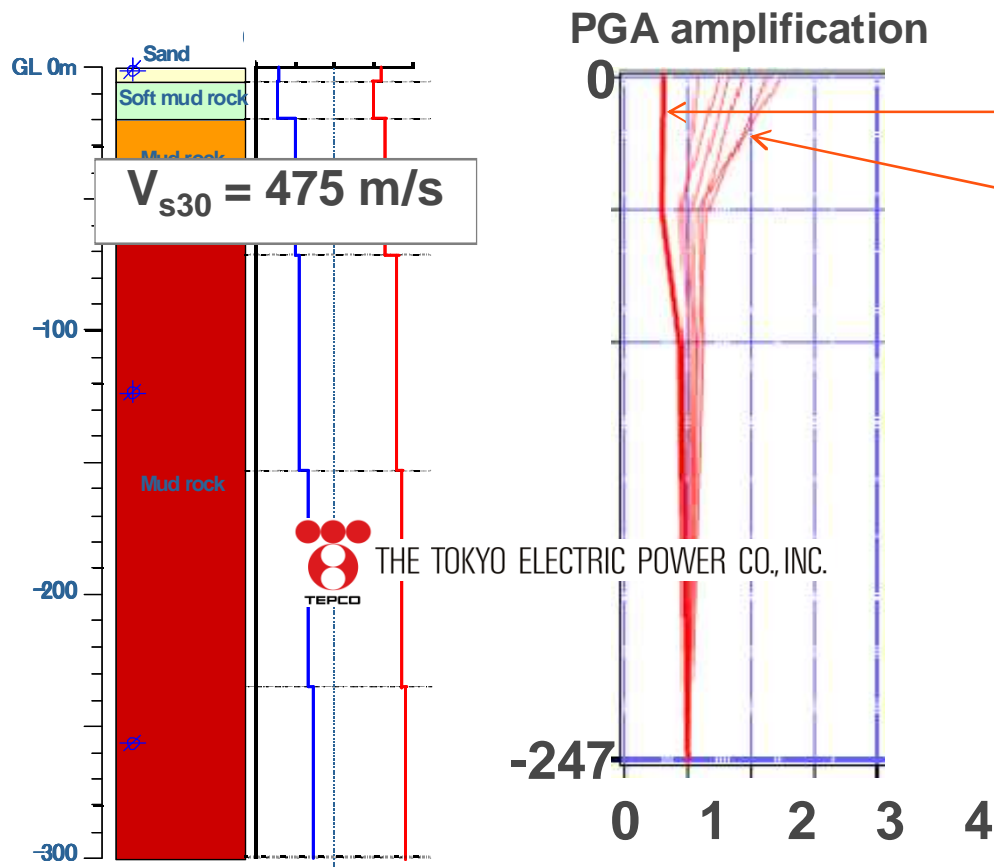 PGA amplification
Sand
GL 0m
Soft mud rock
Mud rock
Vs30 = 475 m/s
-100
Mud rock
-200
-300
0
-247
0 1 2 3 4
THE TOKYO ELECTRIC POWER CO., INC.
TEPCO